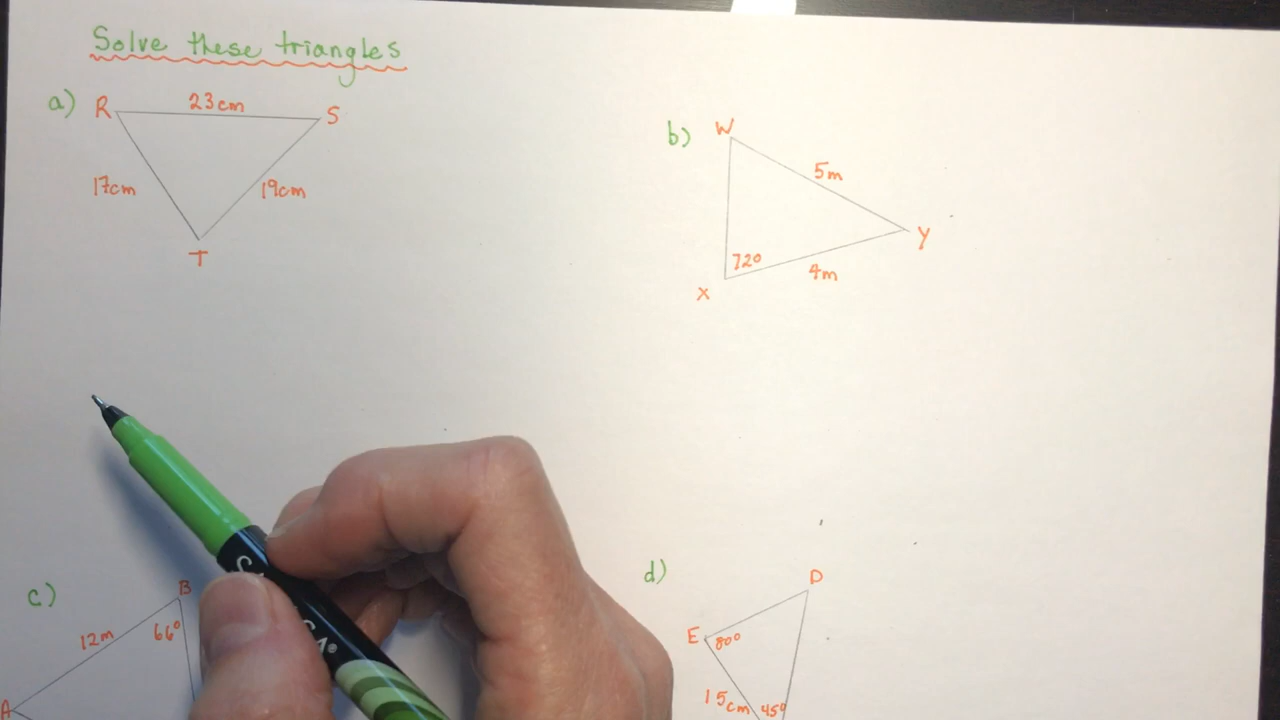 Solve these triangles
a) R 23cm S
17cm 19cm
T
b) W
5m
Y
72°
4m
X
c) B
12m 66°
A
d) D
E 80°
15cm 45°